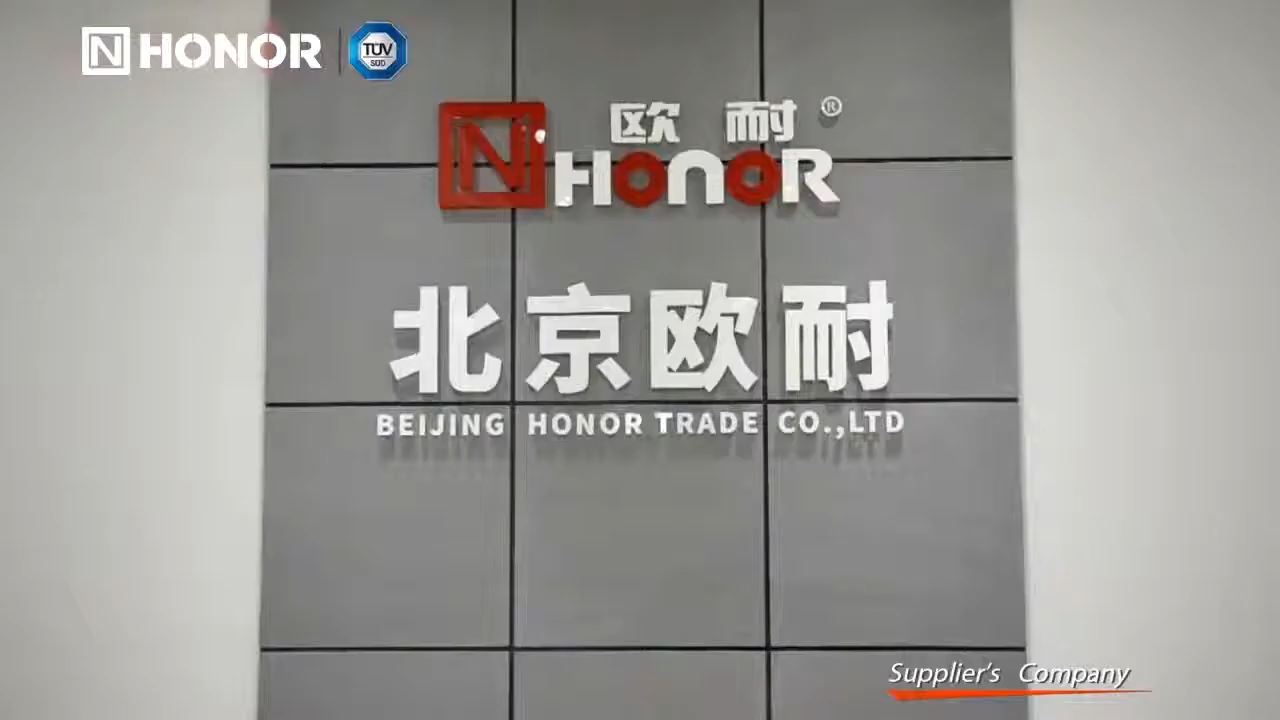 N HONOR
TÜV
SÜD
欧耐®
N HONOR
北京欧耐
BEIJING HONOR TRADE CO.,LTD
Supplier's Company